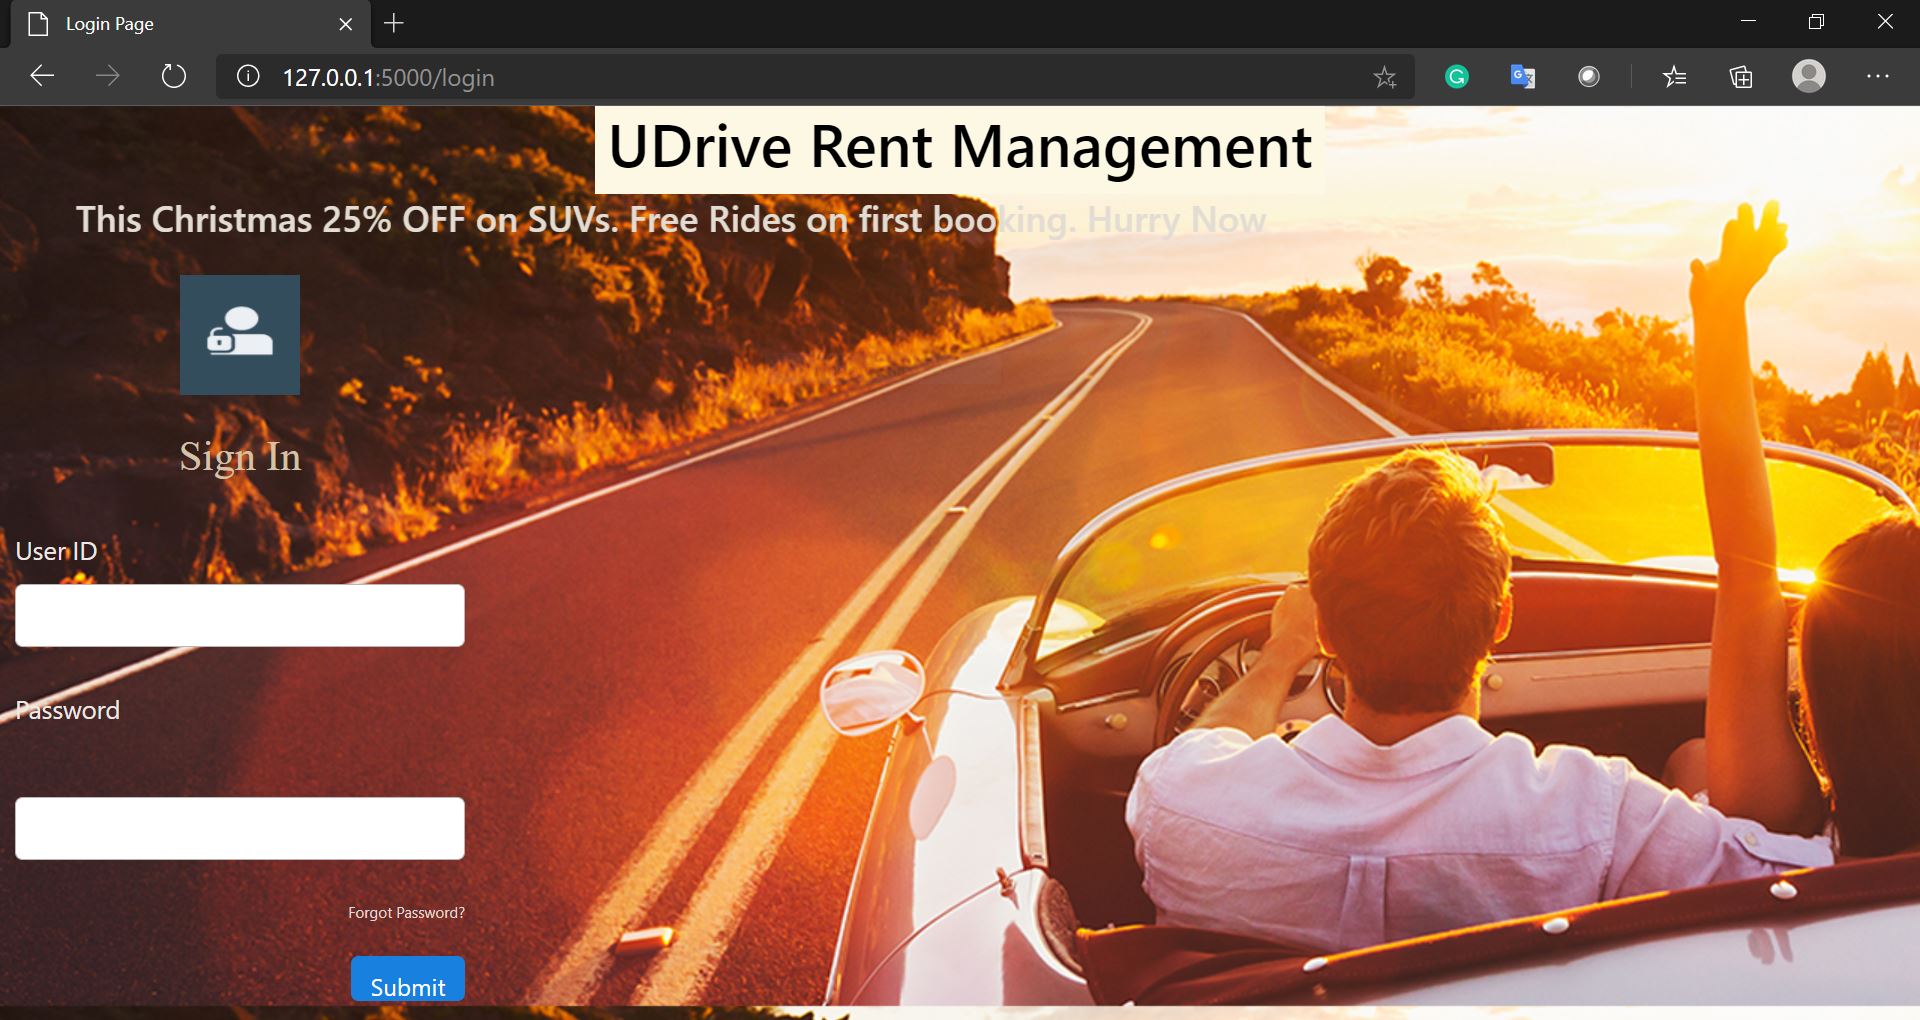 Login Page
127.0.0.1:5000/login
UDrive Rent Management
This Christmas 25% OFF on SUVs. Free Rides on first booking. Hurry Now
Sign In
User ID
Password
Forgot Password?
Submit